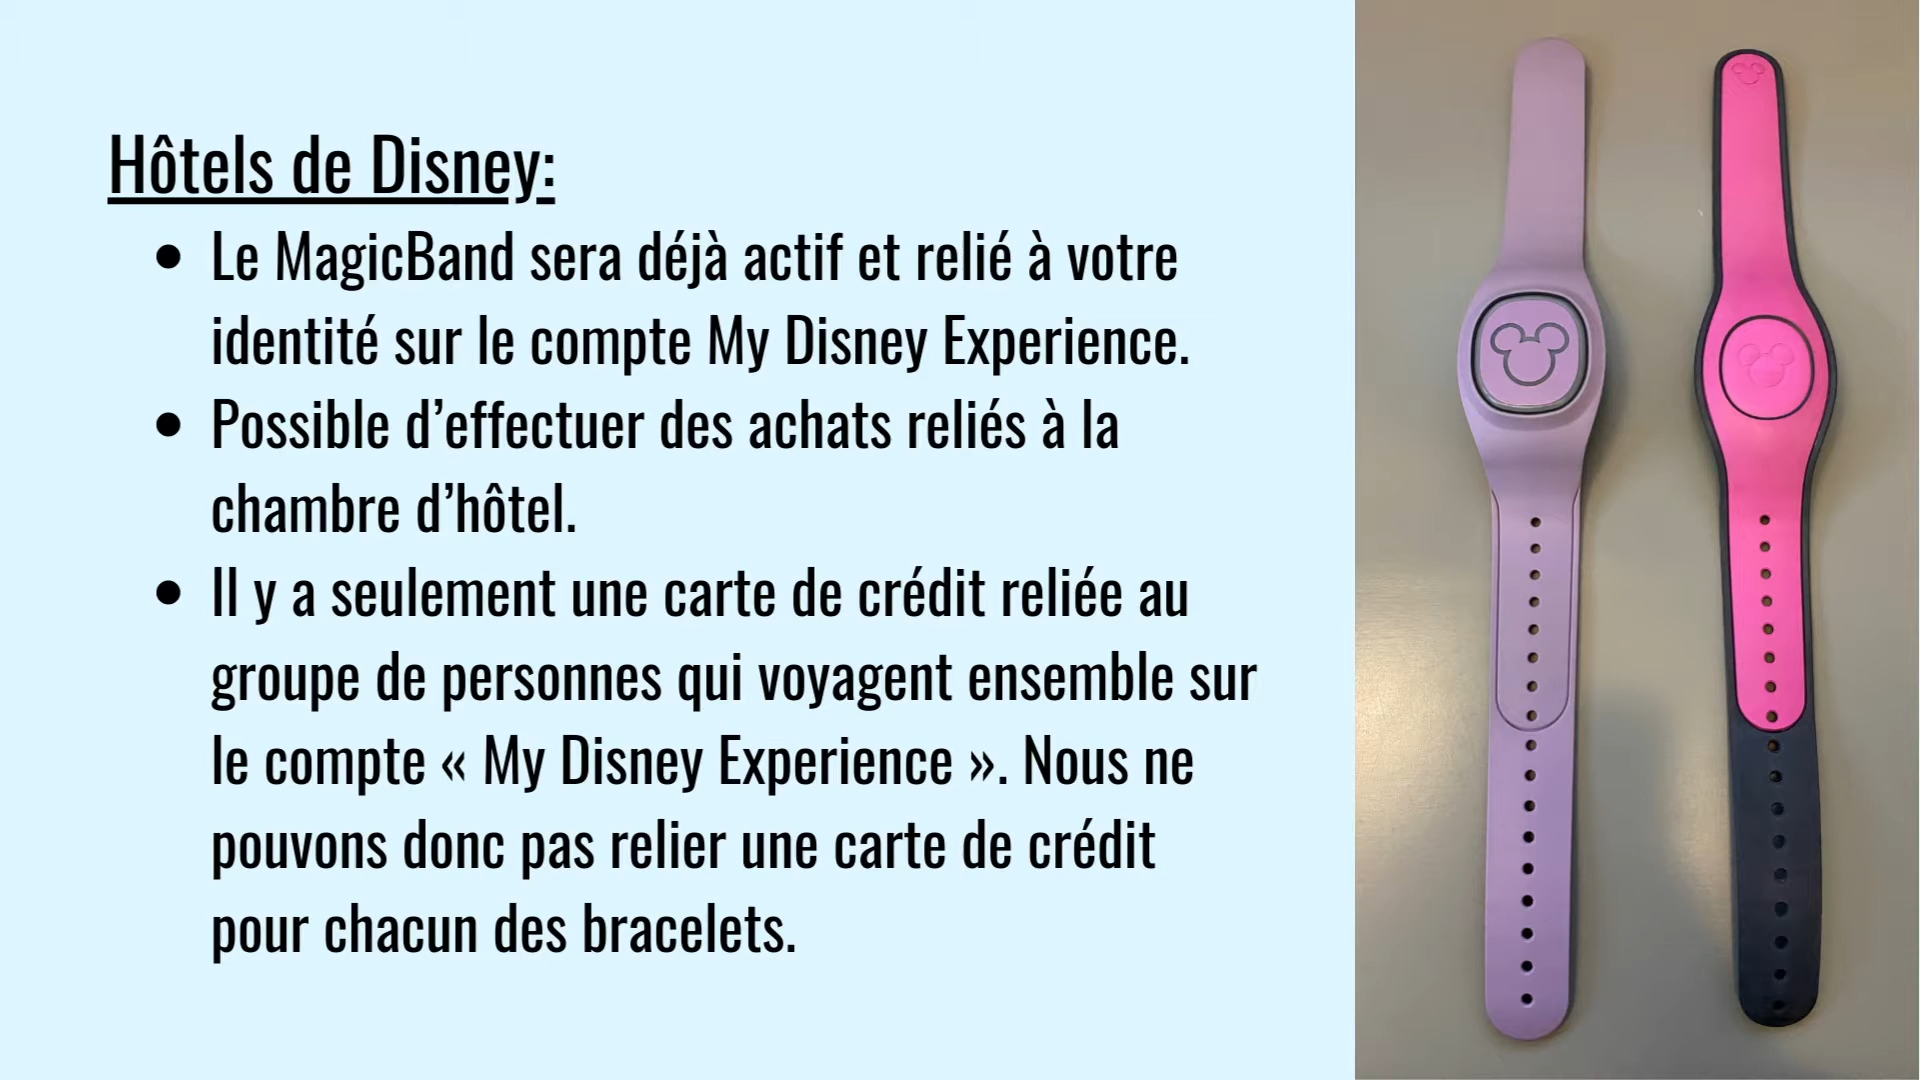 Hôtels de Disney:
• Le MagicBand sera déjà actif et relié à votre
identité sur le compte My Disney Experience.
• Possible d’effectuer des achats reliés à la
chambre d’hôtel.
• Il y a seulement une carte de crédit reliée au
groupe de personnes qui voyagent ensemble sur
le compte « My Disney Experience ». Nous ne
pouvons donc pas relier une carte de crédit
pour chacun des bracelets.